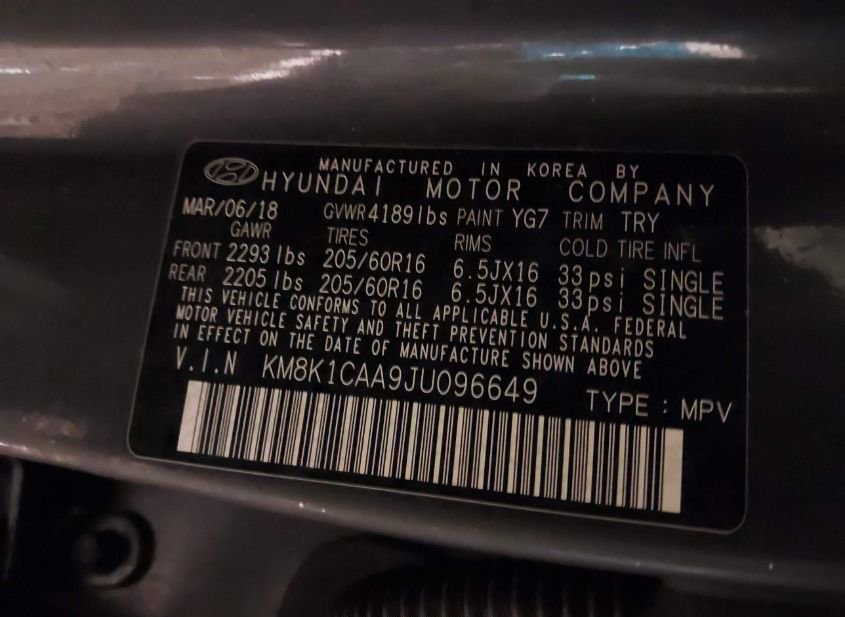 MANUFACTURED IN KOREA BY
HYUNDAI MOTOR COMPANY
MAR/06/18 GVWR 4189lbs PAINT YG7 TRIM TRY
GAWR TIRES RIMS COLD TIRE INFL
FRONT 2293 lbs 205/60R16 6.5JX16 33psi SINGLE
REAR 2205 lbs 205/60R16 6.5JX16 33psi SINGLE
THIS VEHICLE CONFORMS TO ALL APPLICABLE U.S.A. FEDERAL
MOTOR VEHICLE SAFETY AND THEFT PREVENTION STANDARDS
IN EFFECT ON THE DATE OF MANUFACTURE SHOWN ABOVE
V.I.N KM8K1CAA9JU096649 TYPE : MPV